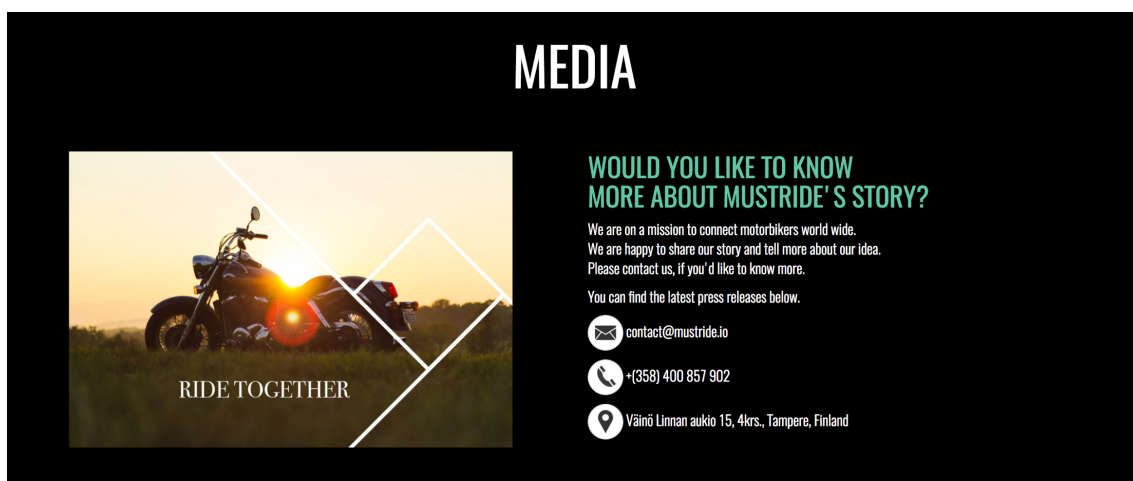 MEDIA
RIDE TOGETHER
WOULD YOU LIKE TO KNOW
MORE ABOUT MUSTRIDE'S STORY?
We are on a mission to connect motorbikers world wide.
We are happy to share our story and tell more about our idea.
Please contact us, if you'd like to know more.
You can find the latest press releases below.
contact@mustride.io
+(358) 400 857 902
Väinö Linnan aukio 15, 4krs., Tampere, Finland